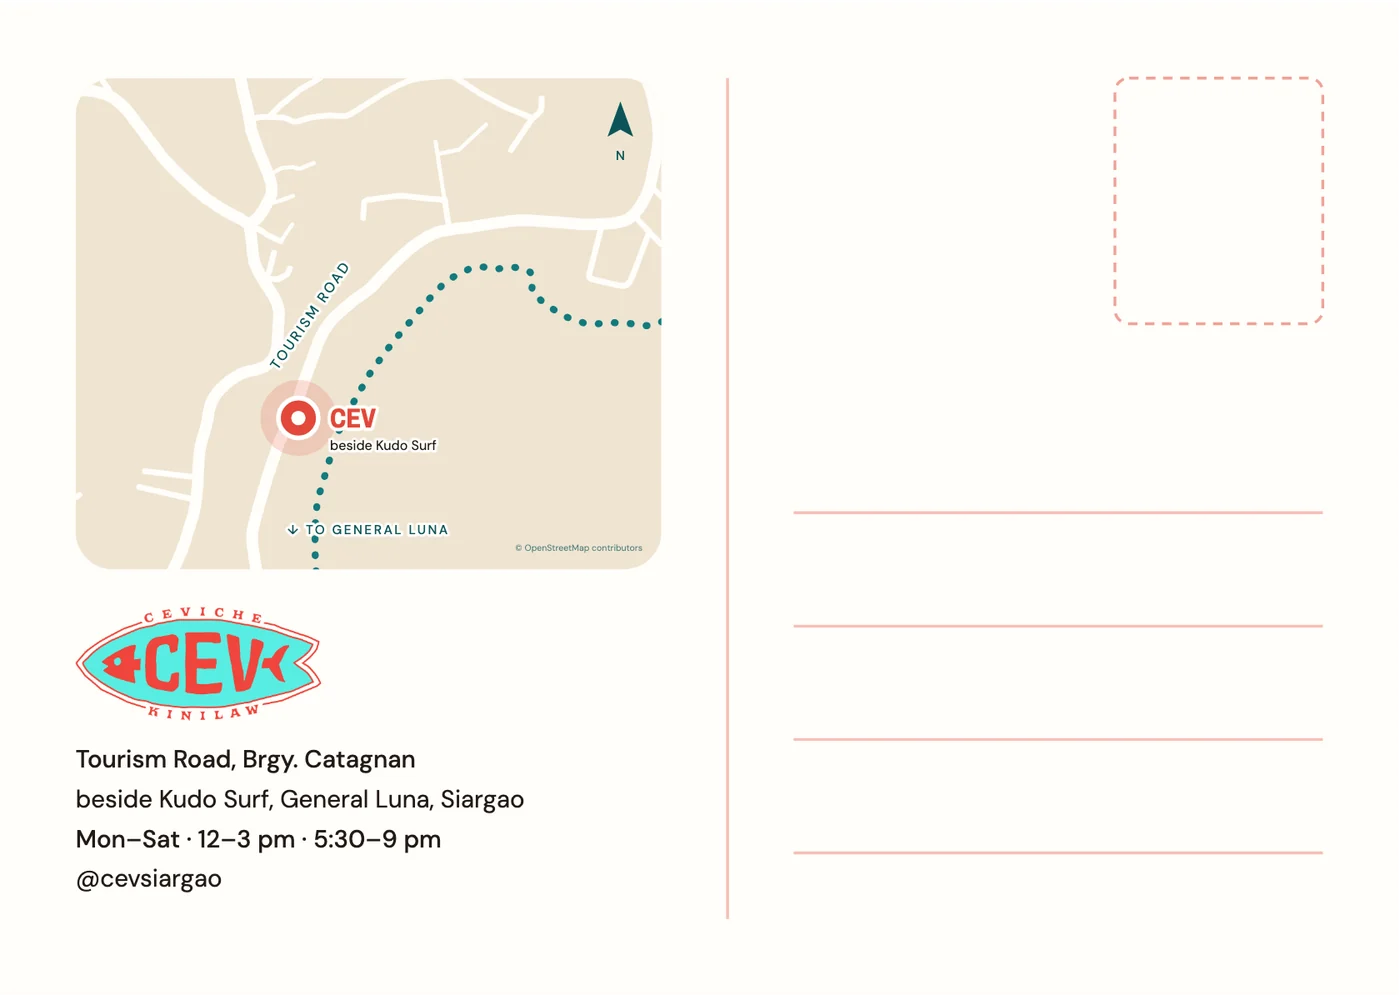 N
TOURISM ROAD
CEV
beside Kudo Surf
↓ TO GENERAL LUNA
© OpenStreetMap contributors
CEVICHE
CEV
KINILAW
Tourism Road, Brgy. Catagnan
beside Kudo Surf, General Luna, Siargao
Mon–Sat · 12–3 pm · 5:30–9 pm
@cevsiargao